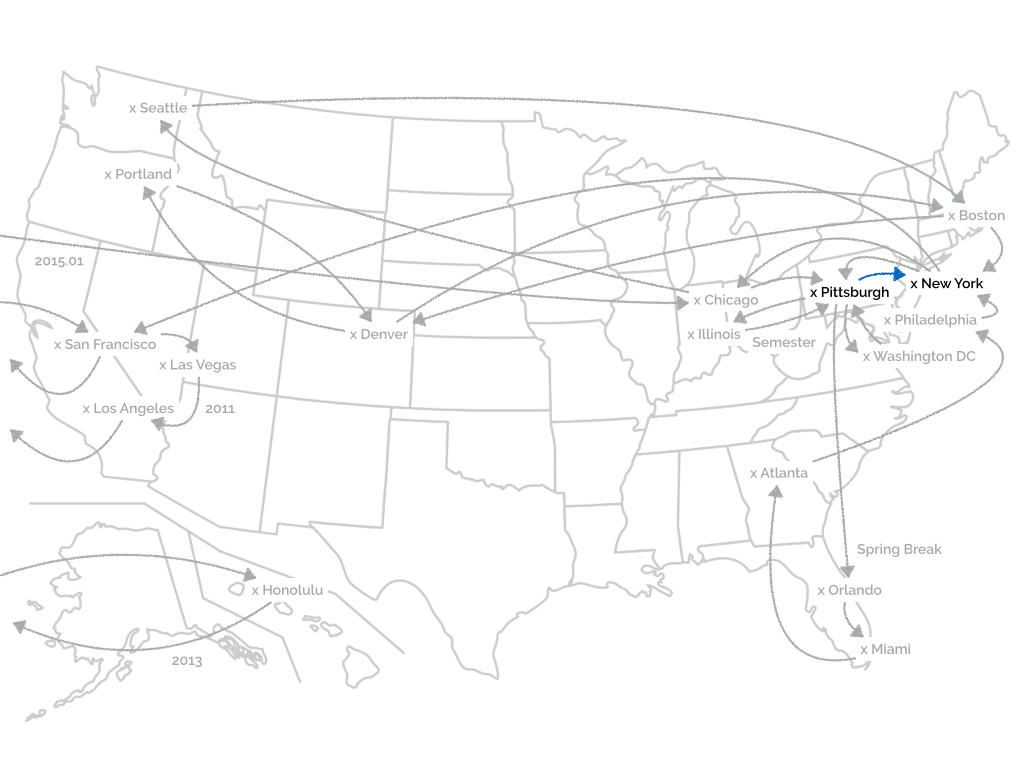 x Seattle
x Portland
x Boston
2015.01
x New York
x Pittsburgh
x Chicago
x Philadelphia
x Denver
x Illinois
Semester
x San Francisco
x Washington DC
x Las Vegas
x Los Angeles
2011
x Atlanta
Spring Break
x Honolulu
x Orlando
x Miami
2013